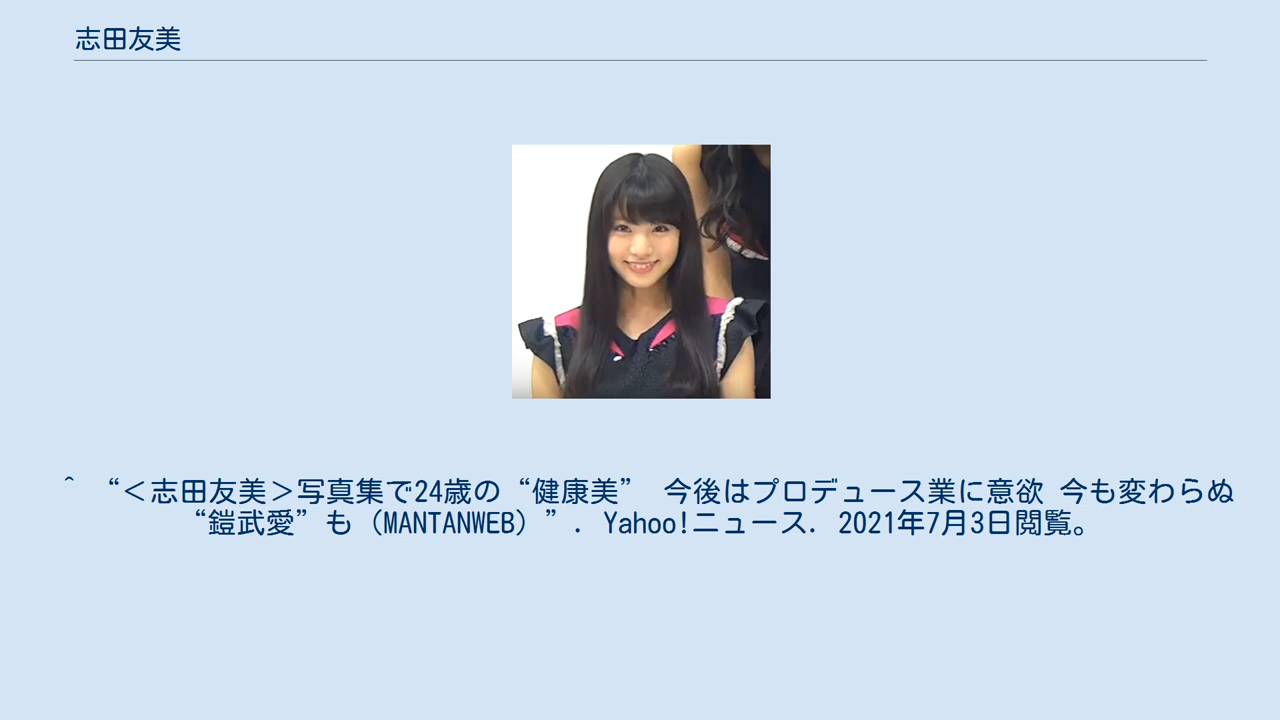 志田友美
^ “＜志田友美＞写真集で24歳の“健康美” 今後はプロデュース業に意欲 今も変わらぬ
“鎧武愛”も（MANTANWEB）”. Yahoo!ニュース. 2021年7月3日閲覧。